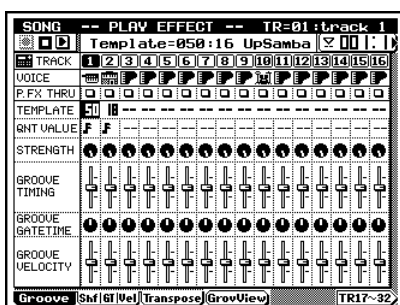 SONG -- PLAY EFFECT -- TR=01:track 1
Template=050:16 UpSamba
TRACK 1 2 3 4 5 6 7 8 9 10 11 12 13 14 15 16
VOICE
P.FX THRU
TEMPLATE 50 18 -- -- -- -- -- -- -- -- -- -- -- -- -- --
QNT VALUE -- -- -- -- -- -- -- -- -- -- -- -- -- --
STRENGTH
GROOVE
TIMING
GROOVE
GATETIME
GROOVE
VELOCITY
Groove Shf GT Vel Transpose GrovView TR17~32